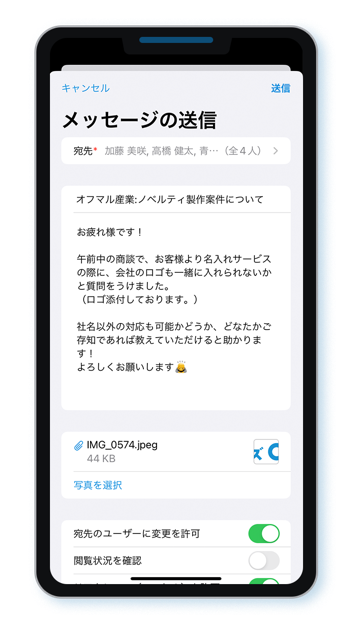 キャンセル 送信
メッセージの送信
宛先* 加藤 美咲, 高橋 健太, 青… (全4人)
オフマル産業:ノベルティ製作案件について
お疲れ様です！
午前中の商談で、お客様より名入れサービス
の際に、会社のロゴも一緒に入れられないか
と質問をうけました。
（ロゴ添付しております。）
社名以外の対応も可能かどうか、どなたかご
存知であれば教えていただけると助かりま
す！
よろしくお願いします🙇
IMG_0574.jpeg
44 KB
写真を選択
宛先のユーザーに変更を許可
閲覧状況を確認